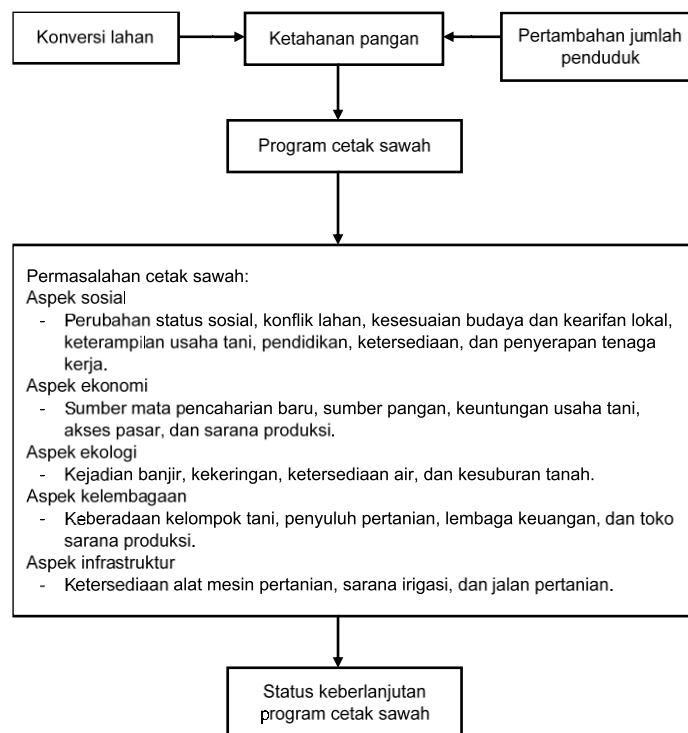 Konversi lahan
Ketahanan pangan
Pertambahan jumlah
penduduk
Program cetak sawah
Permasalahan cetak sawah:
Aspek sosial
- Perubahan status sosial, konflik lahan, kesesuaian budaya dan kearifan lokal,
keterampilan usaha tani, pendidikan, ketersediaan, dan penyerapan tenaga
kerja.
Aspek ekonomi
- Sumber mata pencaharian baru, sumber pangan, keuntungan usaha tani,
akses pasar, dan sarana produksi.
Aspek ekologi
- Kejadian banjir, kekeringan, ketersediaan air, dan kesuburan tanah.
Aspek kelembagaan
- Keberadaan kelompok tani, penyuluh pertanian, lembaga keuangan, dan toko
sarana produksi.
Aspek infrastruktur
- Ketersediaan alat mesin pertanian, sarana irigasi, dan jalan pertanian.
Status keberlanjutan
program cetak sawah